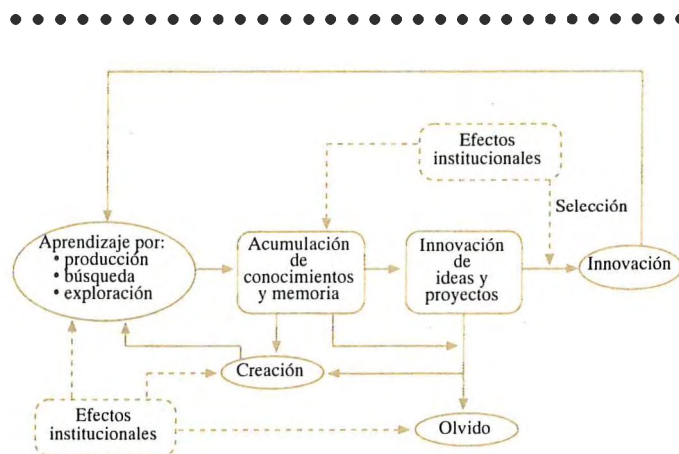 Efectos
institucionales
Selección
Aprendizaje por:
• producción
• búsqueda
• exploración
Acumulación
de
conocimientos
y memoria
Innovación
de
ideas y
proyectos
Innovación
Creación
Efectos
institucionales
Olvido